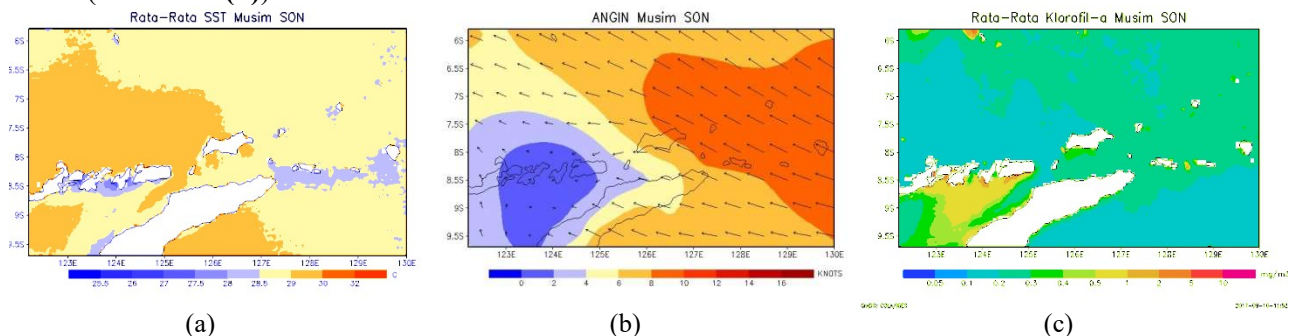 Rata-Rata SST Musim SON
6S
6.5S
7S
7.5S
8S
8.5S
9S
9.5S
123E 124E 125E 126E 127E 128E 129E 130E
25.5 26 27 28 28.5 29 30 32 C
(a)
ANGIN Musim SON
6S
6.5S
7S
7.5S
8S
8.5S
9S
9.5S
123E 124E 125E 126E 127E 128E 129E 130E
0 2 4 6 8 10 12 14 16 KNOTS
(b)
Rata-Rata Klorofil-a Musim SON
6S
6.5S
7S
7.5S
8S
8.5S
9S
9.5S
123E 124E 125E 126E 127E 128E 129E 130E
0.05 0.1 0.2 0.3 0.4 0.5 1 2 5 10
GrADS: COLA/IGES
(c)